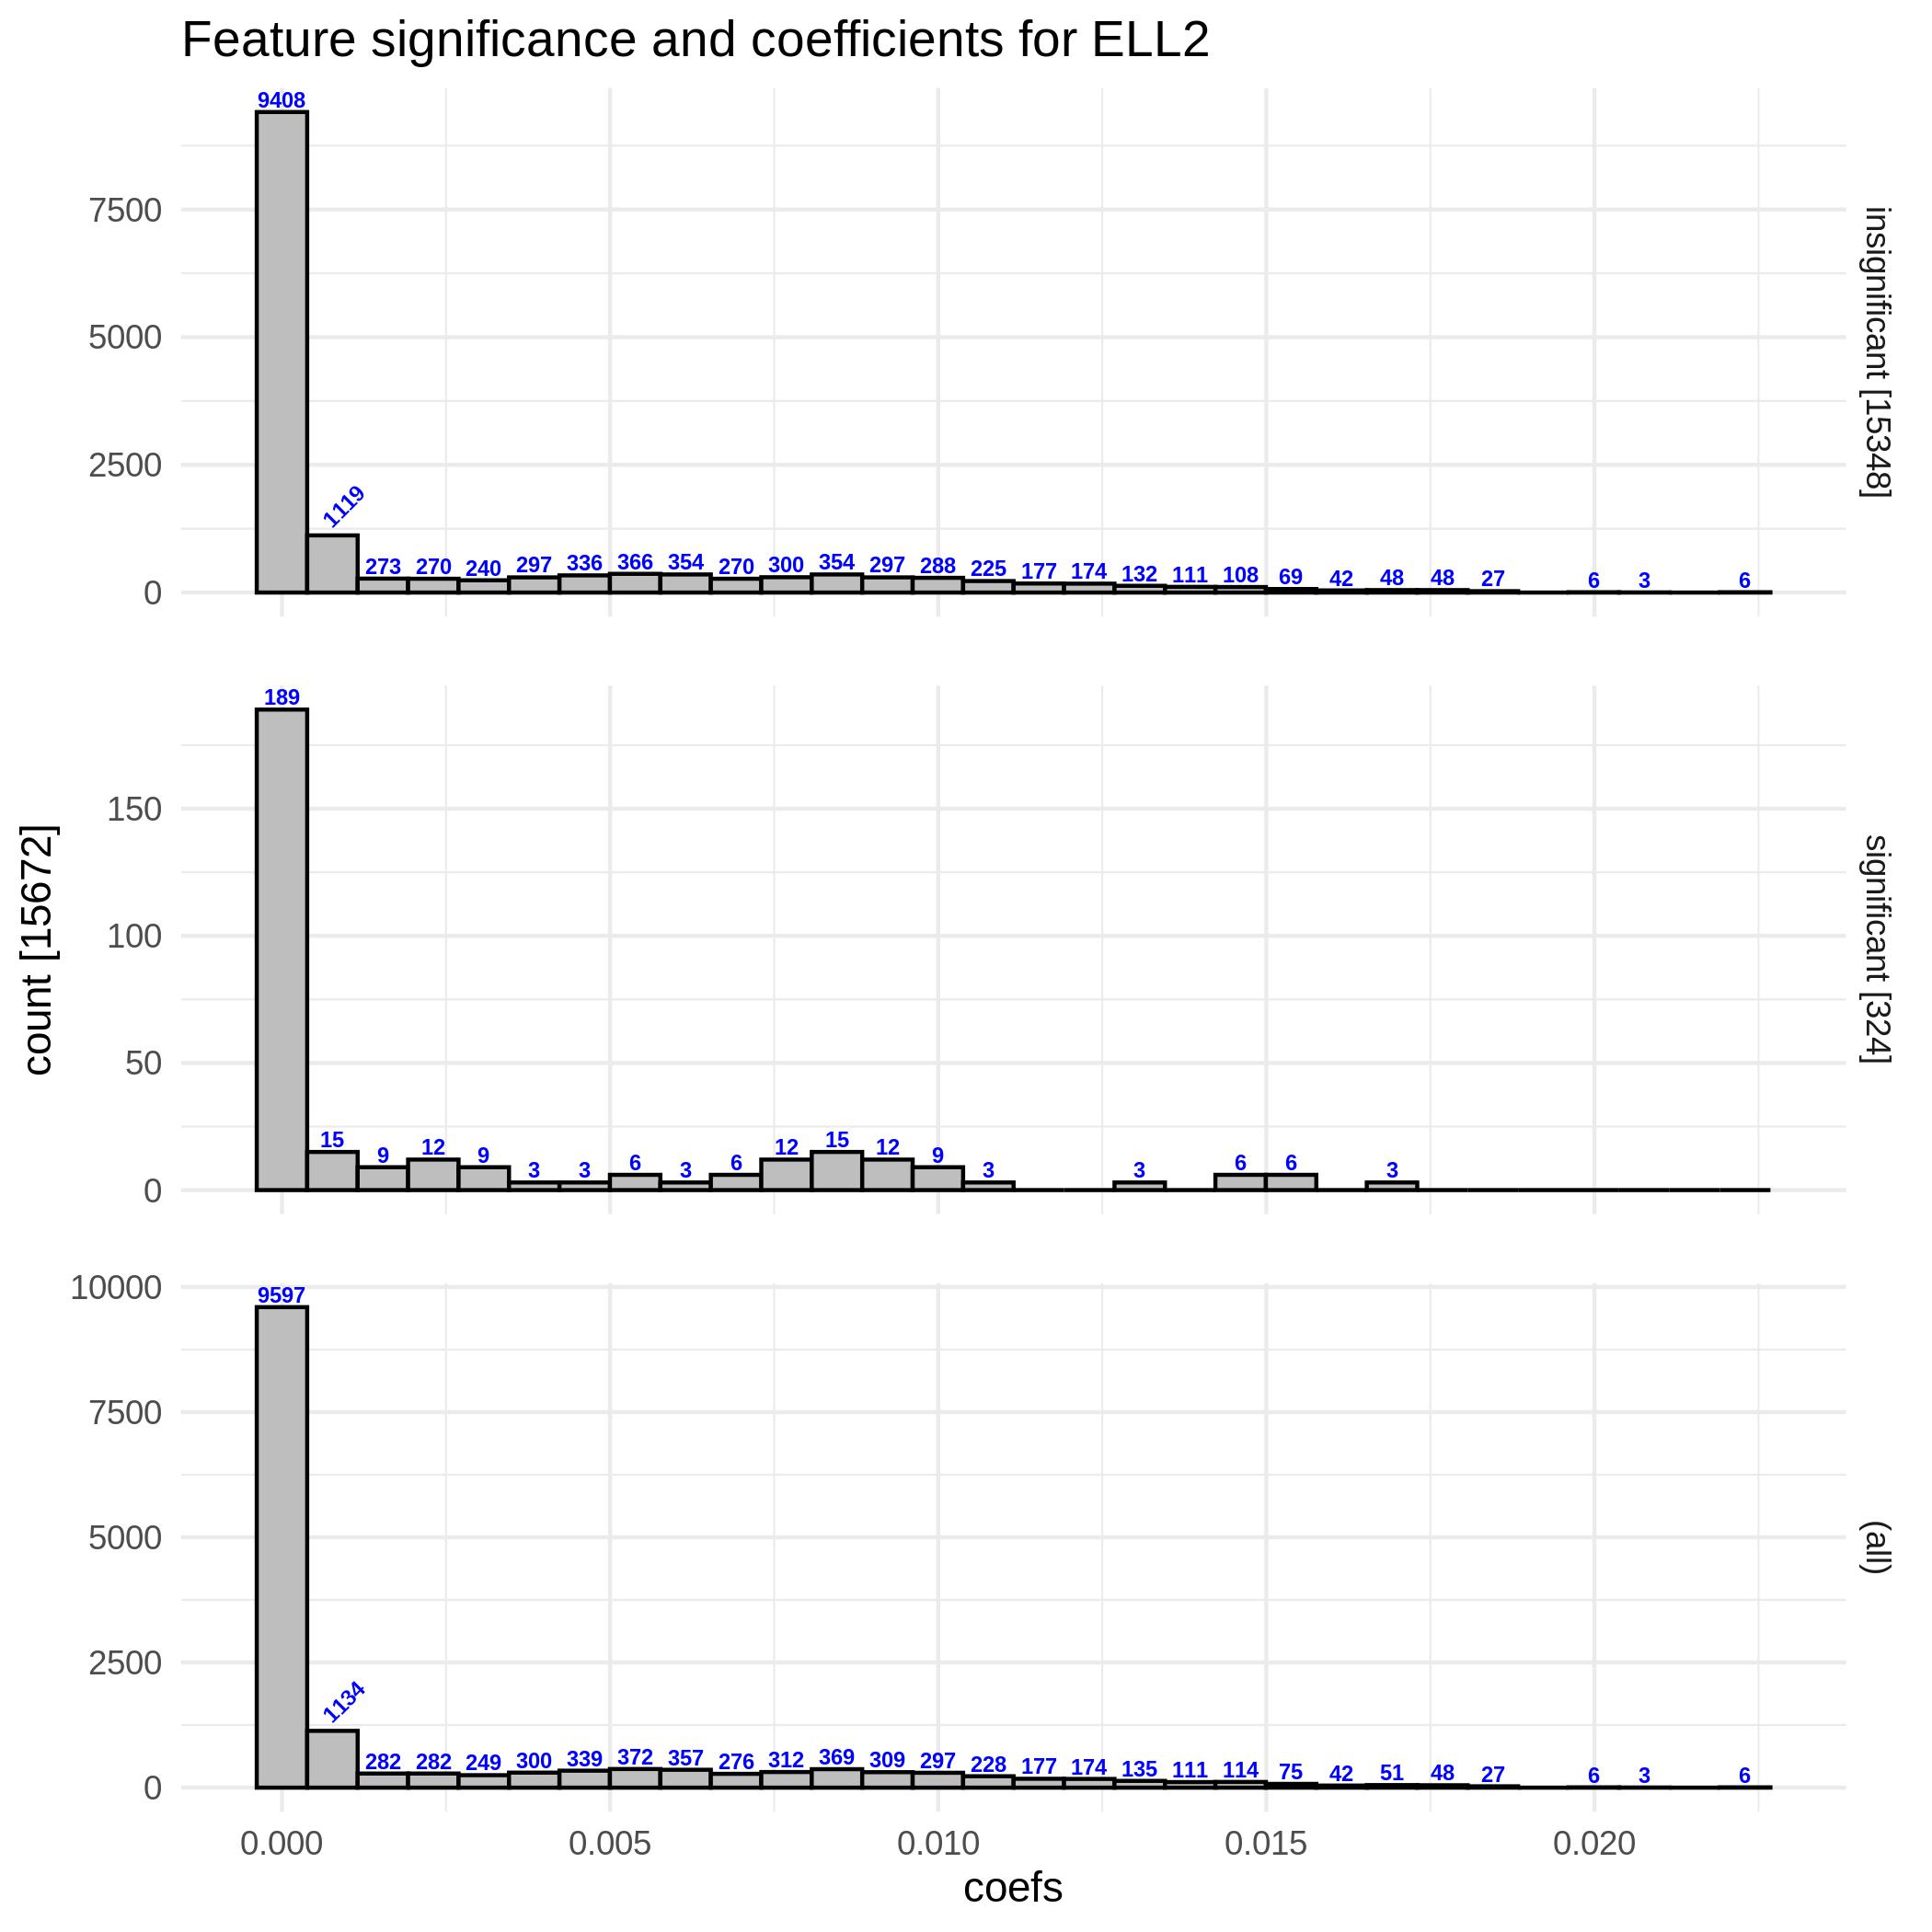 Feature significance and coefficients for ELL2
9408
1119
273 270 240 297 336 366 354 270 300 354 297 288 225 177 174 132 111 108 69 42 48 48 27 6 3 6
7500
5000
2500
0
insignificant [15348]
189
15 9 12 9 3 3 6 3 6 12 15 12 9 3 3 6 6 3
150
100
50
0
significant [324]
count [15672]
9597
1134
282 282 249 300 339 372 357 276 312 369 309 297 228 177 174 135 111 114 75 42 51 48 27 6 3 6
10000
7500
5000
2500
0
(all)
0.000 0.005 0.010 0.015 0.020
coefs